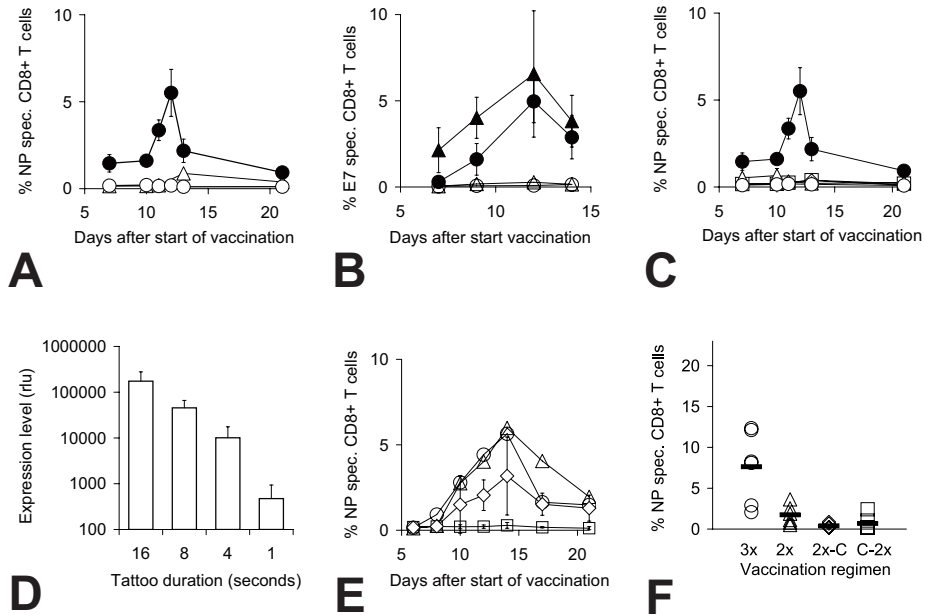 10
5
0
5 10 15 20
% NP spec. CD8+ T cells
Days after start of vaccination
A
10
5
0
5 10 15
% E7 spec. CD8+ T cells
Days after start vaccination
B
10
5
0
5 10 15 20
% NP spec. CD8+ T cells
Days after start of vaccination
C
1000000
100000
10000
1000
100
16 8 4 1
Expression level (rlu)
Tattoo duration (seconds)
D
10
5
0
5 10 15 20
% NP spec. CD8+ T cells
Days after start of vaccination
E
20
15
10
5
0
3x 2x 2x-C C-2x
% NP spec. CD8+ T cells
Vaccination regimen
F